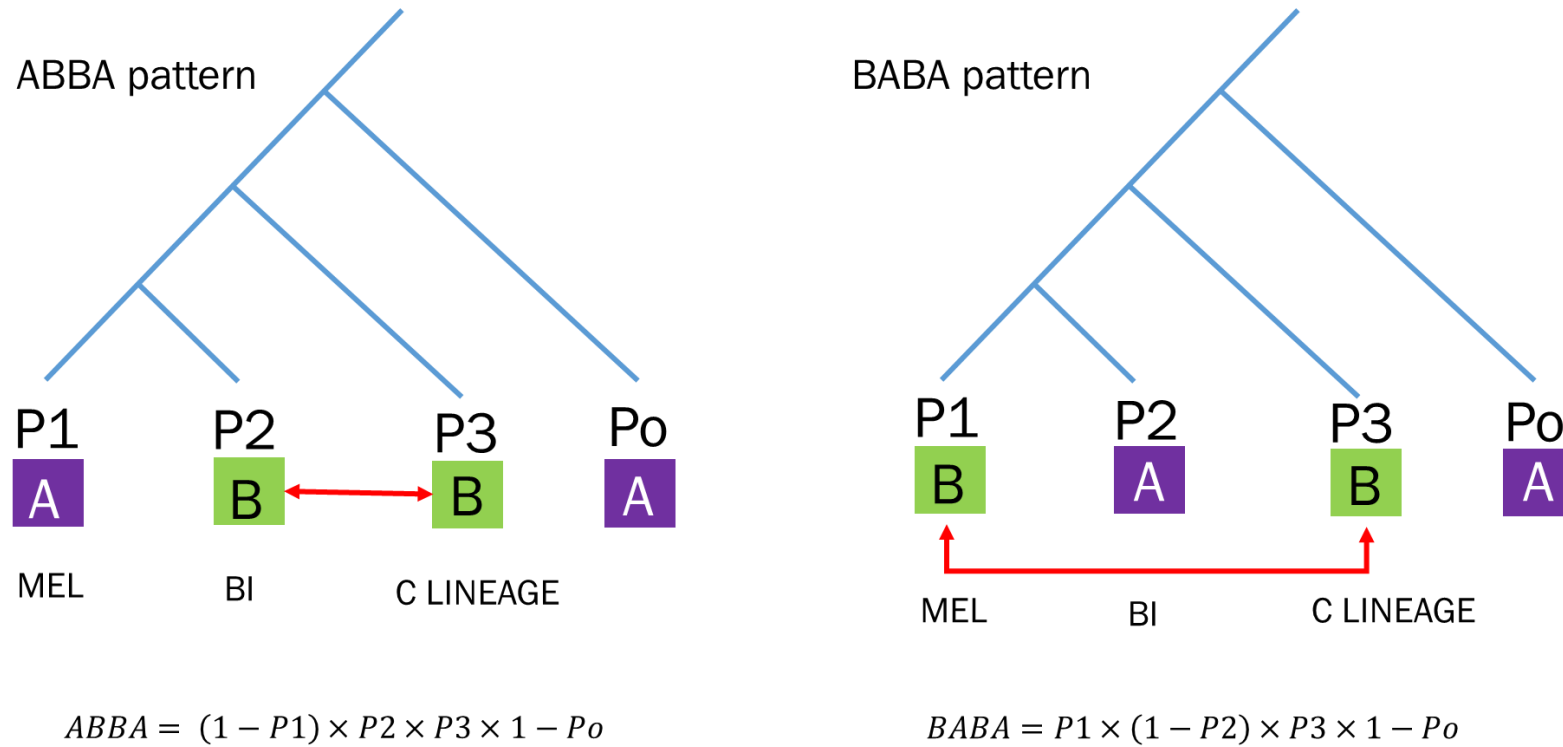 ABBA pattern
P1 P2 P3 Po
A B B A
MEL BI C LINEAGE
ABBA = (1 − P1) × P2 × P3 × 1 − Po
BABA pattern
P1 P2 P3 Po
B A B A
MEL BI C LINEAGE
BABA = P1 × (1 − P2) × P3 × 1 − Po